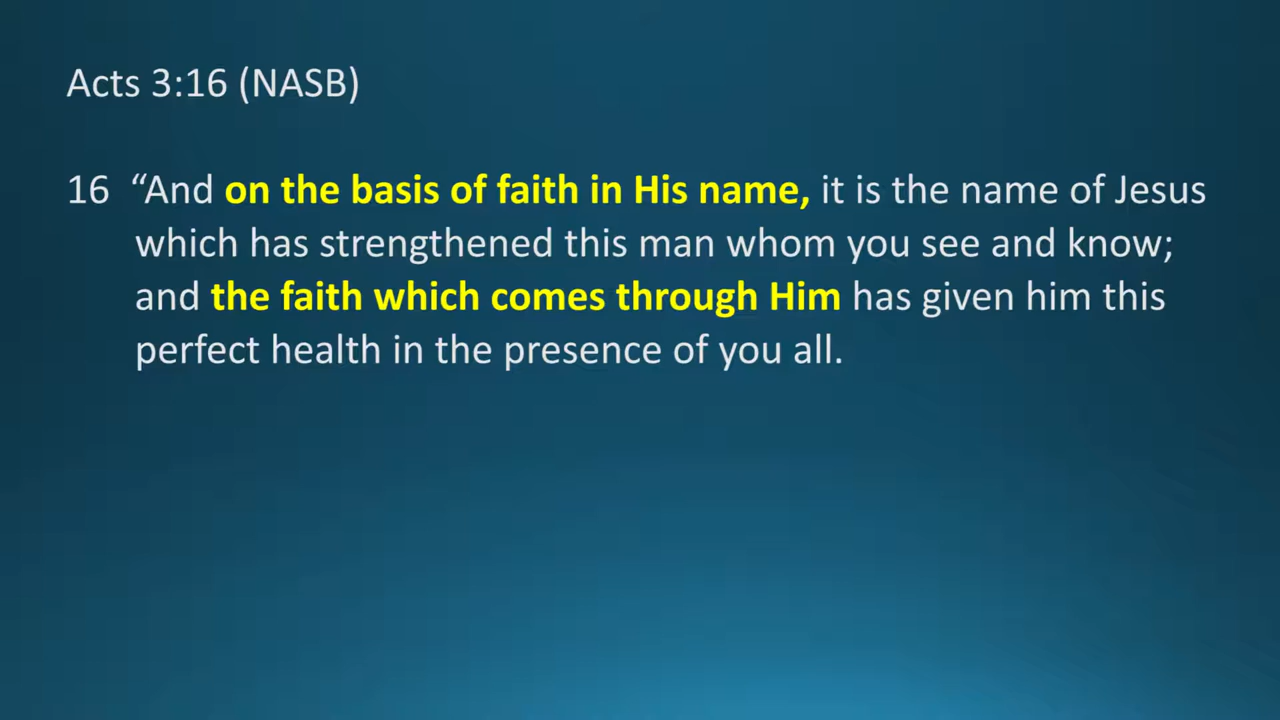 Acts 3:16 (NASB)
16 “And on the basis of faith in His name, it is the name of Jesus
which has strengthened this man whom you see and know;
and the faith which comes through Him has given him this
perfect health in the presence of you all.